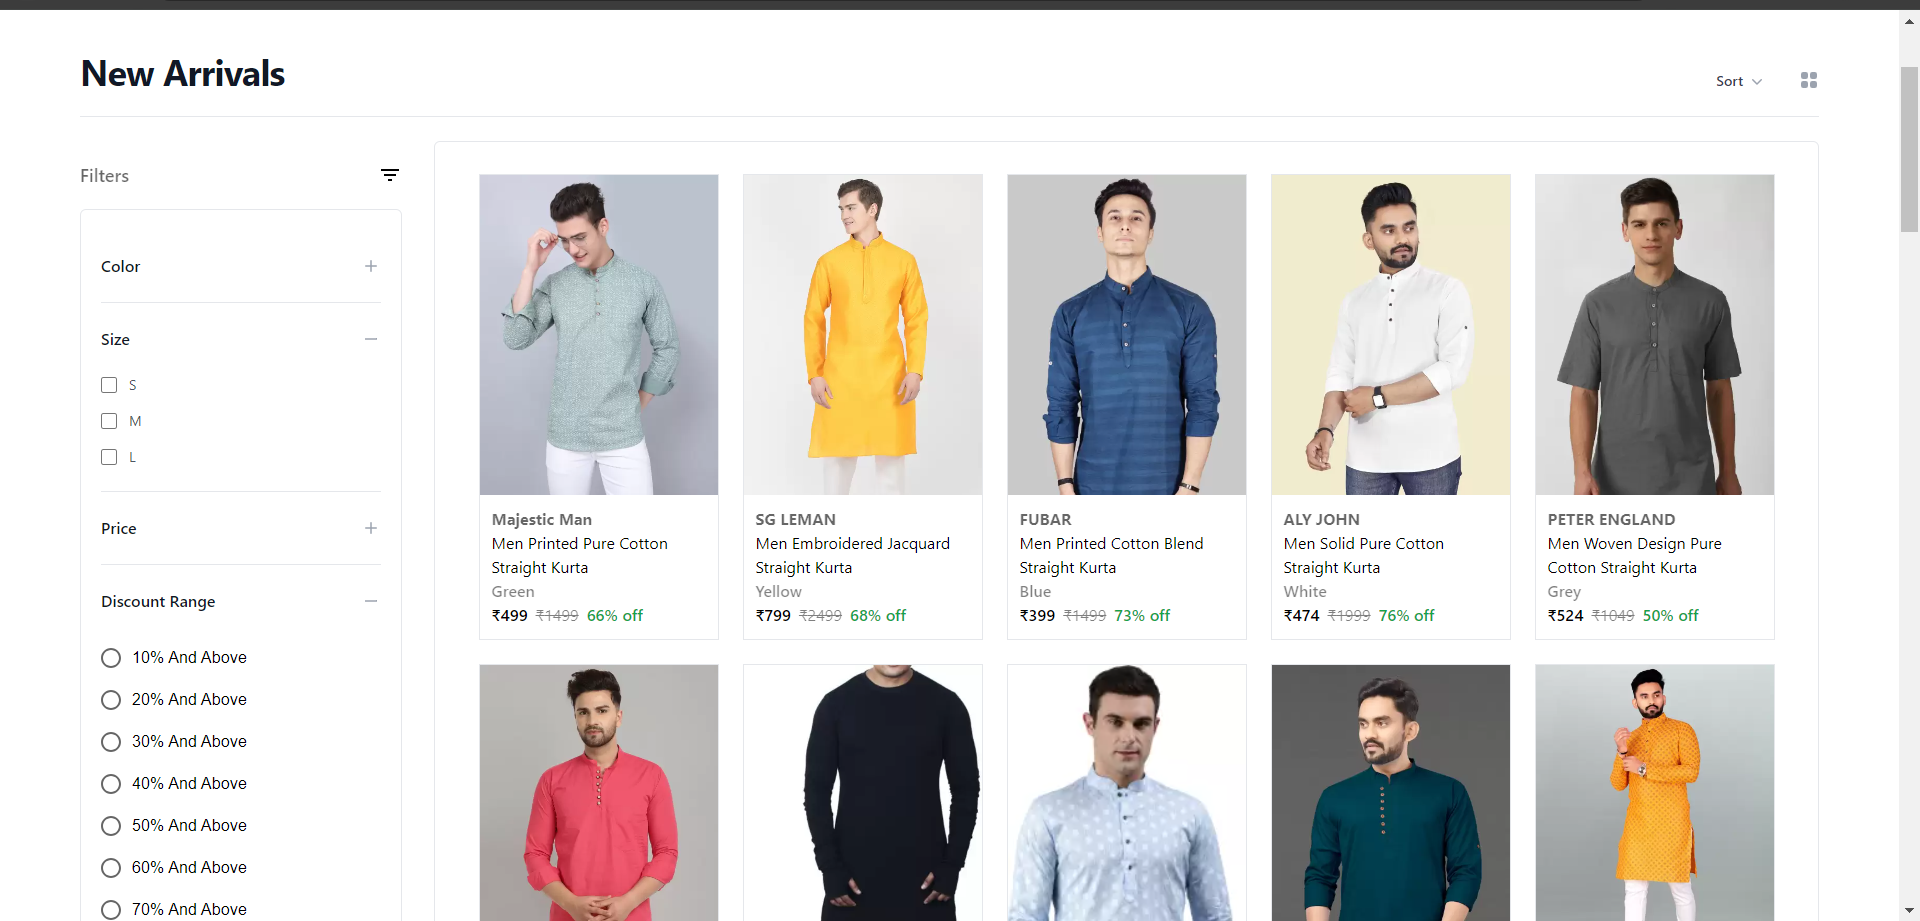 New Arrivals
Sort
Filters
Color
Size
S
M
L
Price
Discount Range
10% And Above
20% And Above
30% And Above
40% And Above
50% And Above
60% And Above
70% And Above
Majestic Man
Men Printed Pure Cotton
Straight Kurta
Green
₹499 ₹1499 66% off
SG LEMAN
Men Embroidered Jacquard
Straight Kurta
Yellow
₹799 ₹2499 68% off
FUBAR
Men Printed Cotton Blend
Straight Kurta
Blue
₹399 ₹1499 73% off
ALY JOHN
Men Solid Pure Cotton
Straight Kurta
White
₹474 ₹1999 76% off
PETER ENGLAND
Men Woven Design Pure
Cotton Straight Kurta
Grey
₹524 ₹1049 50% off